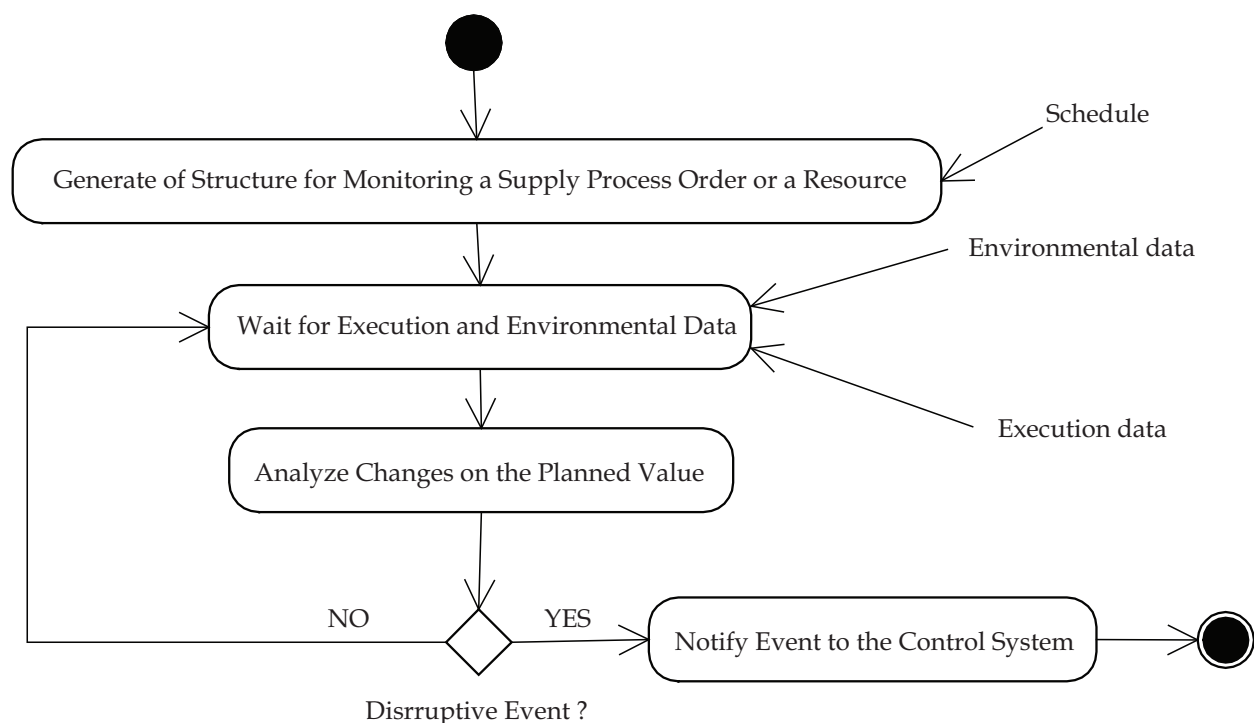 Schedule
Generate of Structure for Monitoring a Supply Process Order or a Resource
Environmental data
Wait for Execution and Environmental Data
Execution data
Analyze Changes on the Planned Value
NO
YES
Notify Event to the Control System
Disrruptive Event ?